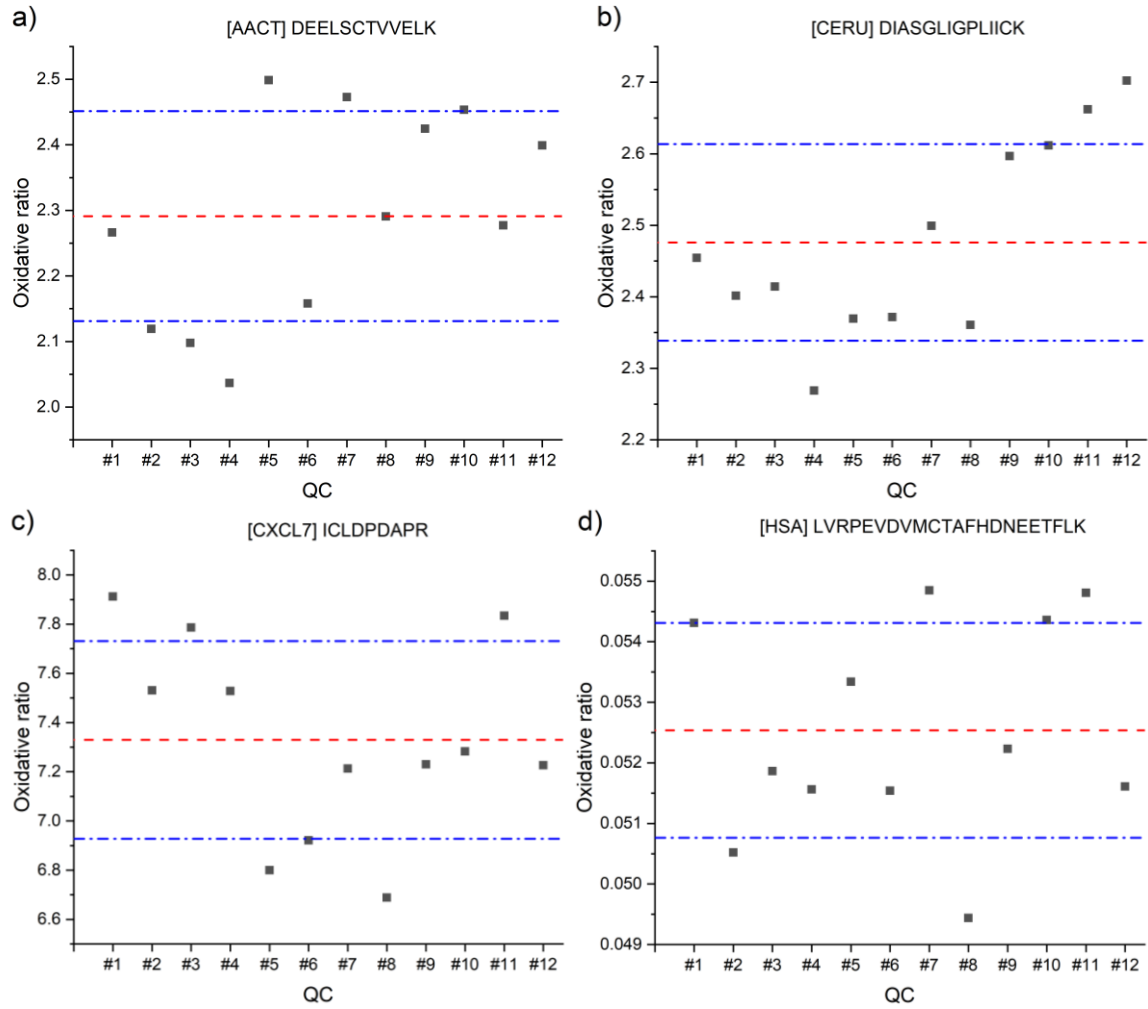 a)
[AACT] DEELSCTVVELK
Oxidative ratio
2.5
2.4
2.3
2.2
2.1
2.0
#1 #2 #3 #4 #5 #6 #7 #8 #9 #10 #11 #12
QC
b)
[CERU] DIASGLIGPLIICK
Oxidative ratio
2.7
2.6
2.5
2.4
2.3
2.2
#1 #2 #3 #4 #5 #6 #7 #8 #9 #10 #11 #12
QC
c)
[CXCL7] ICLDPDAPR
Oxidative ratio
8.0
7.8
7.6
7.4
7.2
7.0
6.8
6.6
#1 #2 #3 #4 #5 #6 #7 #8 #9 #10 #11 #12
QC
d)
[HSA] LVRPEVDVMCTAFHDNEETFLK
Oxidative ratio
0.055
0.054
0.053
0.052
0.051
0.050
0.049
#1 #2 #3 #4 #5 #6 #7 #8 #9 #10 #11 #12
QC